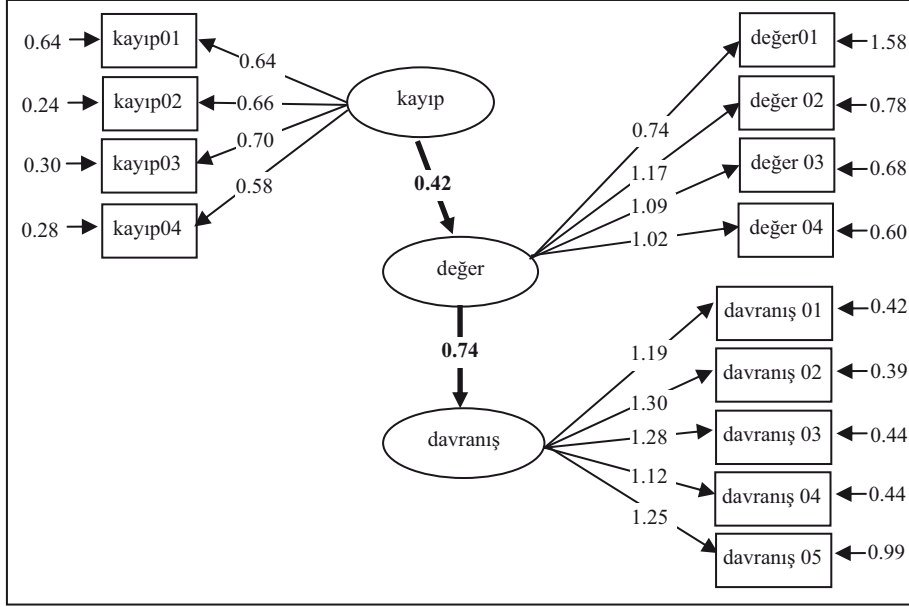 0.64
kayıp01
0.64
0.24
kayıp02
0.66
0.30
kayıp03
0.70
0.28
kayıp04
0.58
kayıp
0.42
değer
0.74
davranış
0.74
değer01
1.58
1.17
değer 02
0.78
1.09
değer 03
0.68
1.02
değer 04
0.60
1.19
davranış 01
0.42
1.30
davranış 02
0.39
1.28
davranış 03
0.44
1.12
davranış 04
0.44
1.25
davranış 05
0.99